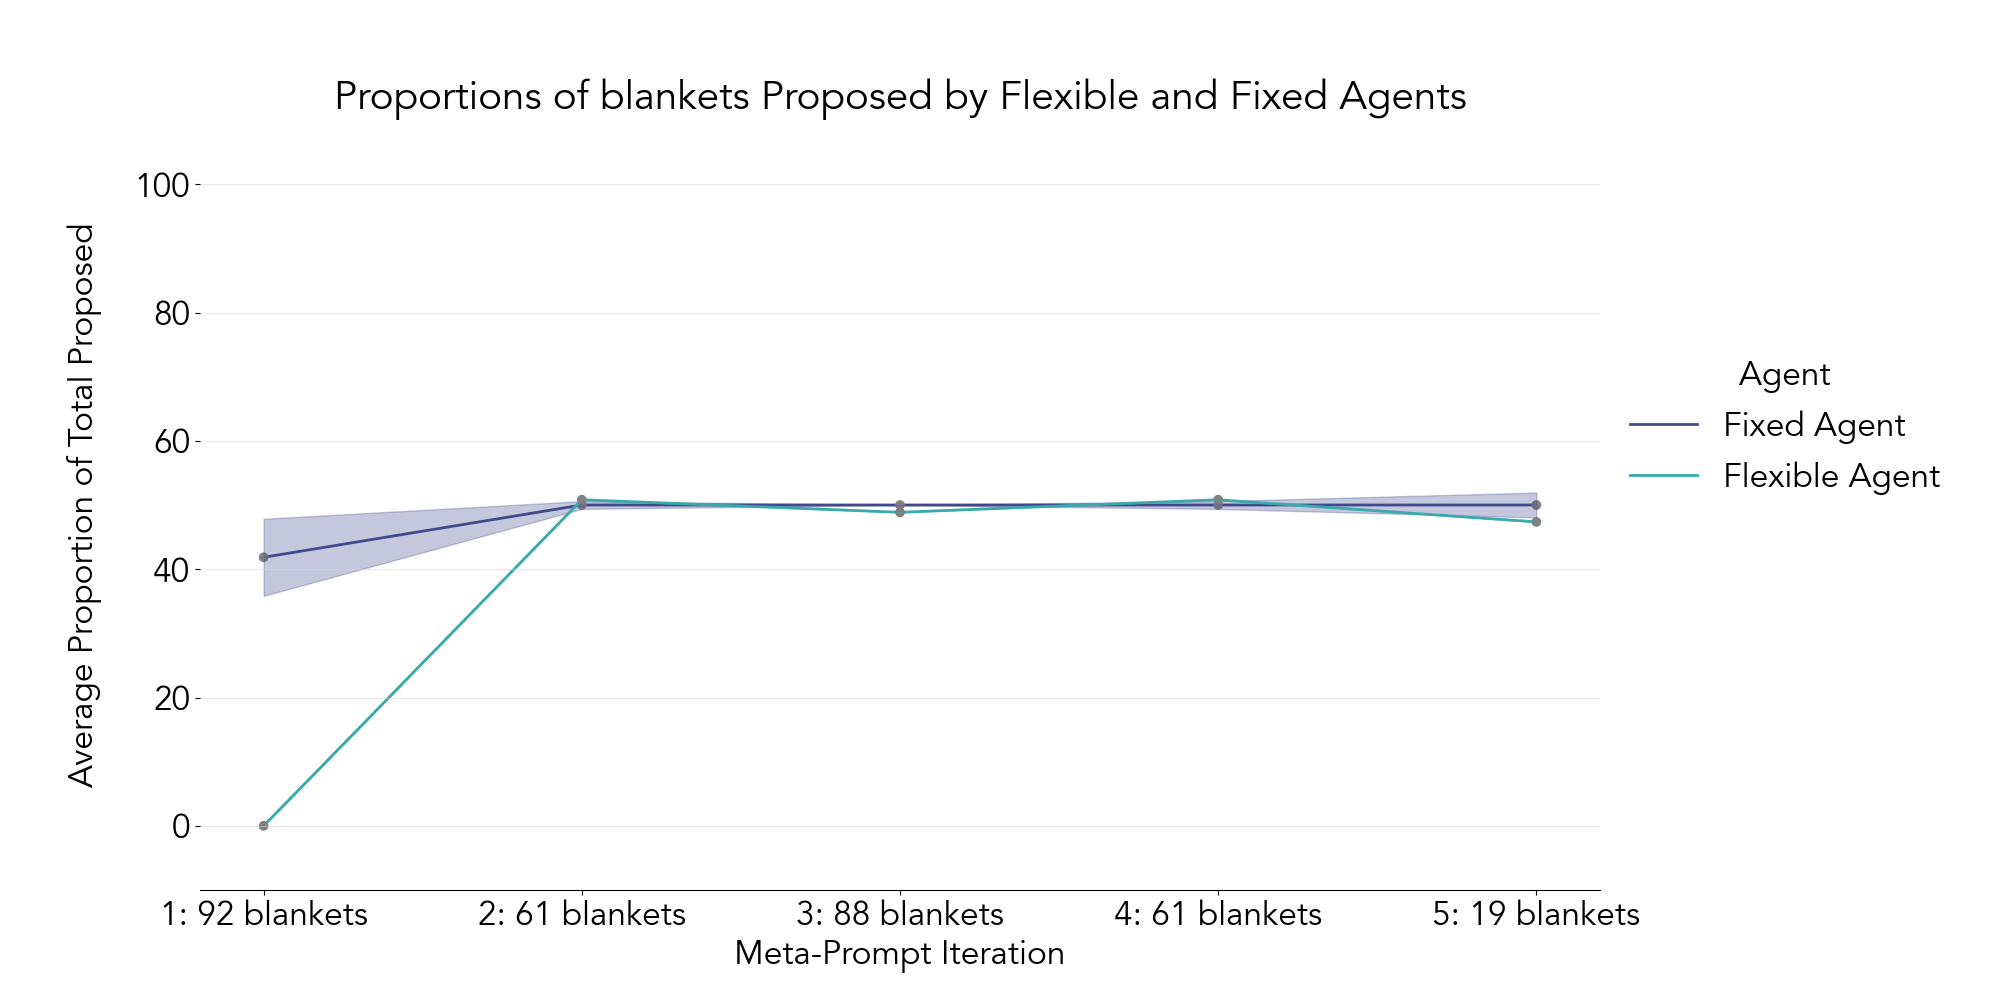 Proportions of blankets Proposed by Flexible and Fixed Agents
Average Proportion of Total Proposed
100
80
60
40
20
0
1: 92 blankets
2: 61 blankets
3: 88 blankets
4: 61 blankets
5: 19 blankets
Meta-Prompt Iteration
Agent
Fixed Agent
Flexible Agent